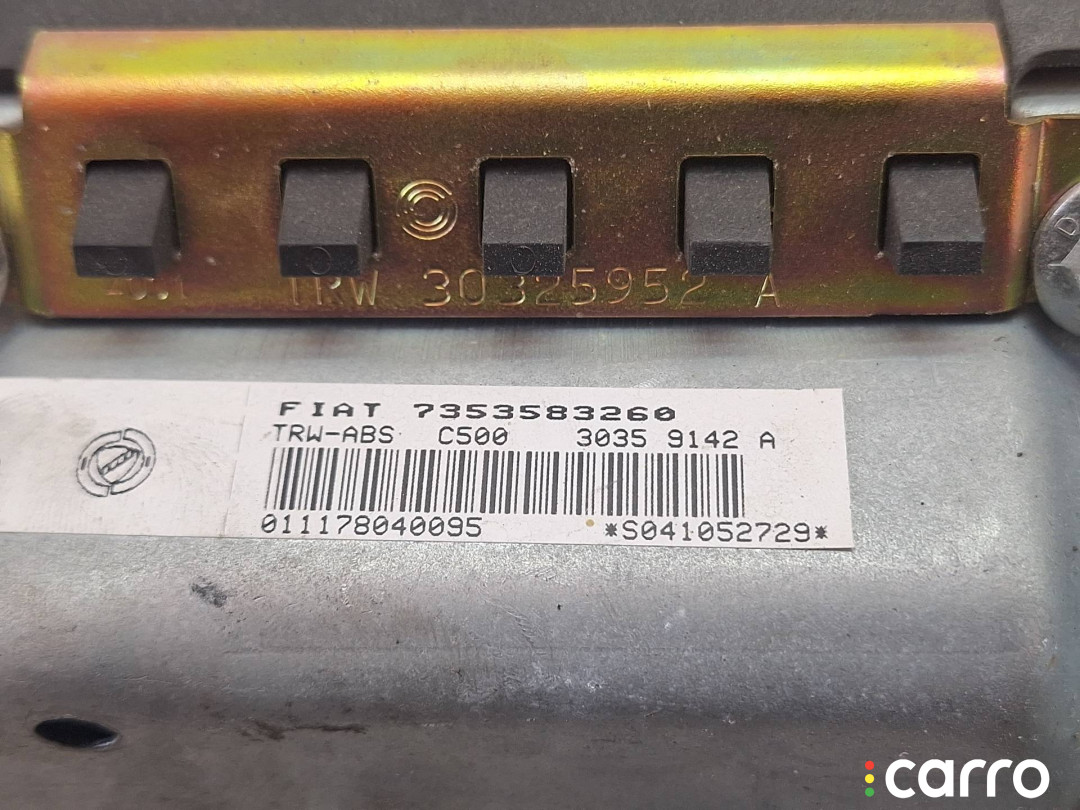 TRW 30325952 A
FIAT 7353583260
TRW-ABS C500 3035 9142 A
011178040095 *S041052729*
carro